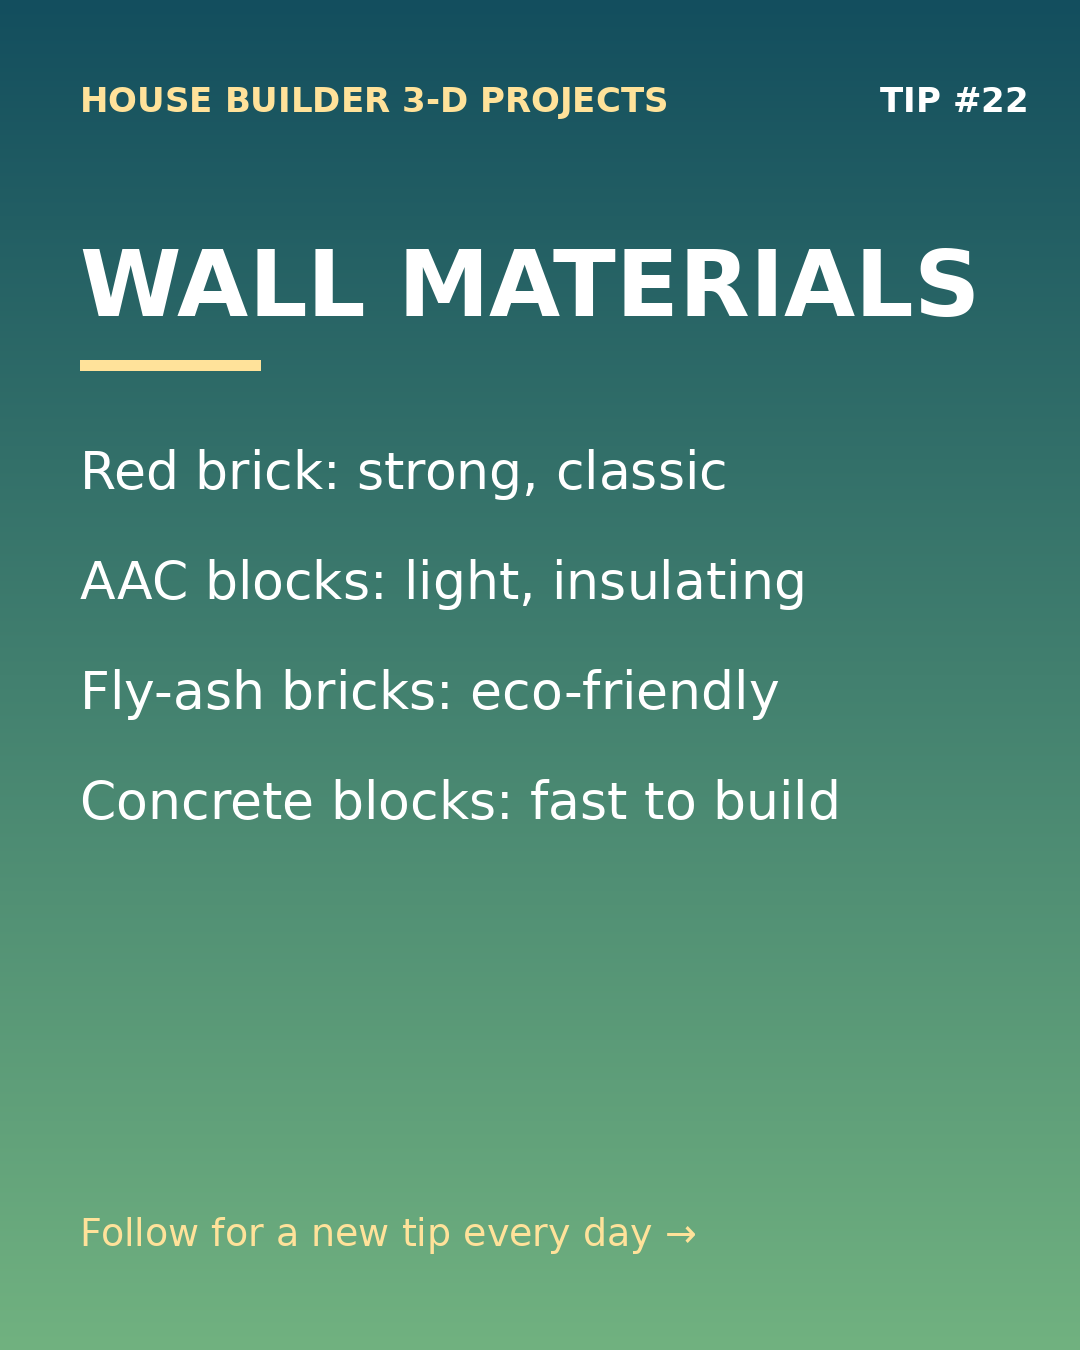 HOUSE BUILDER 3-D PROJECTS
TIP #22
WALL MATERIALS
Red brick: strong, classic
AAC blocks: light, insulating
Fly-ash bricks: eco-friendly
Concrete blocks: fast to build
Follow for a new tip every day →